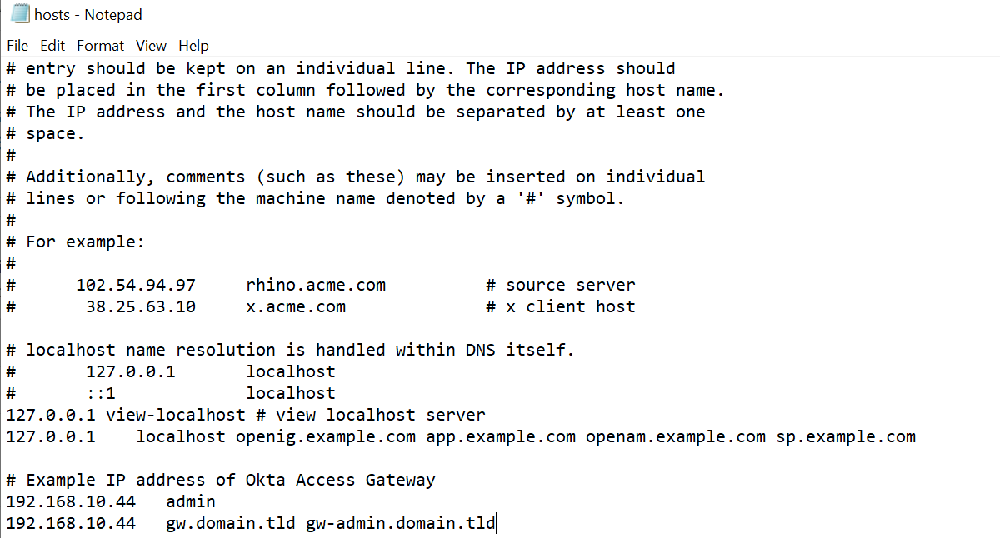 hosts - Notepad
File Edit Format View Help
# entry should be kept on an individual line. The IP address should
# be placed in the first column followed by the corresponding host name.
# The IP address and the host name should be separated by at least one
# space.
#
# Additionally, comments (such as these) may be inserted on individual
# lines or following the machine name denoted by a '#' symbol.
#
# For example:
#
#      102.54.94.97     rhino.acme.com          # source server
#       38.25.63.10     x.acme.com              # x client host

# localhost name resolution is handled within DNS itself.
#       127.0.0.1       localhost
#       ::1             localhost
127.0.0.1 view-localhost # view localhost server
127.0.0.1    localhost openig.example.com app.example.com openam.example.com sp.example.com

# Example IP address of Okta Access Gateway
192.168.10.44   admin
192.168.10.44   gw.domain.tld gw-admin.domain.tld